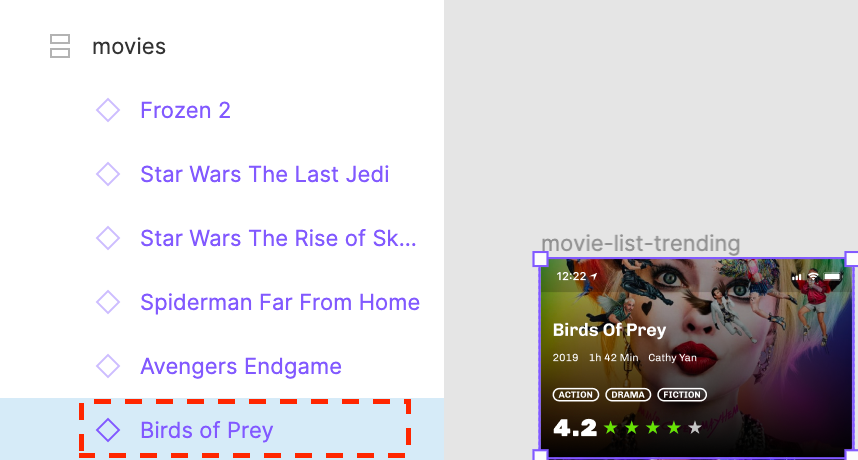 movies
Frozen 2
Star Wars The Last Jedi
Star Wars The Rise of Sk...
Spiderman Far From Home
Avengers Endgame
Birds of Prey
movie-list-trending
12:22
Birds Of Prey
2019 1h 42 Min Cathy Yan
ACTION DRAMA FICTION
4.2